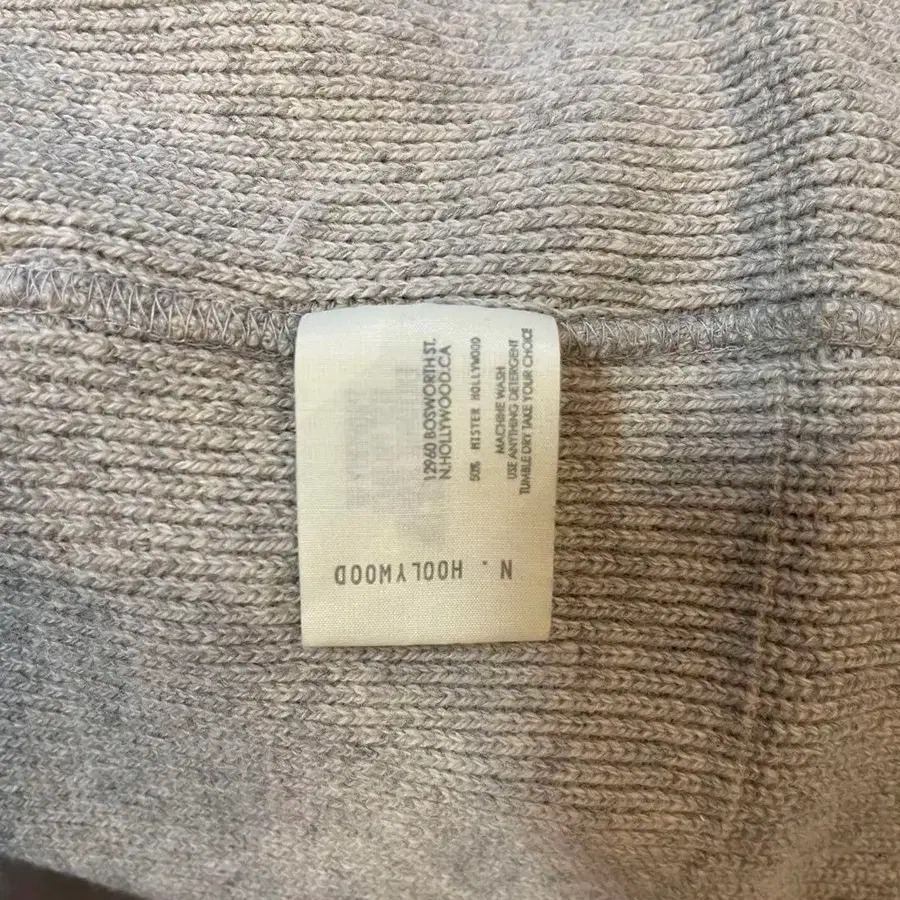 12960 BOSWORTH ST.
N.HOLLYWOOD.CA
50% MISTER HOLLYWOOD
MACHINE WASH
USE ANYTHING DETERGENT
TUMBLE DRY TAKE YOUR CHOICE
N. HOOLYWOOD